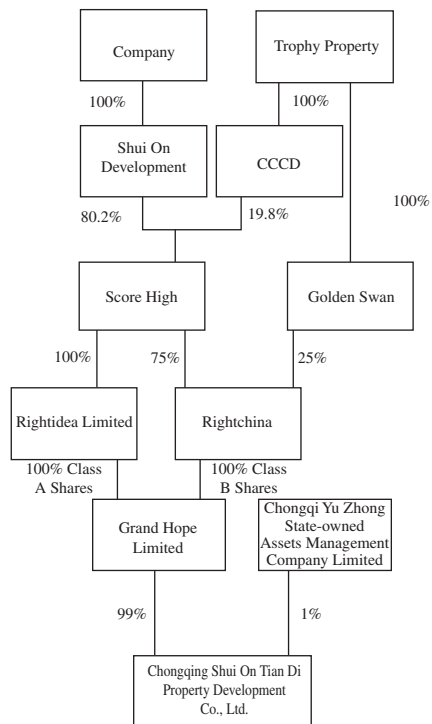 Company
Trophy Property
100%
100%
Shui On
Development
CCCD
80.2%
19.8%
100%
Score High
Golden Swan
100%
75%
25%
Rightidea Limited
Rightchina
100% Class
A Shares
100% Class
B Shares
Grand Hope
Limited
Chongqi Yu Zhong
State-owned
Assets Management
Company Limited
99%
1%
Chongqing Shui On Tian Di
Property Development
Co., Ltd.